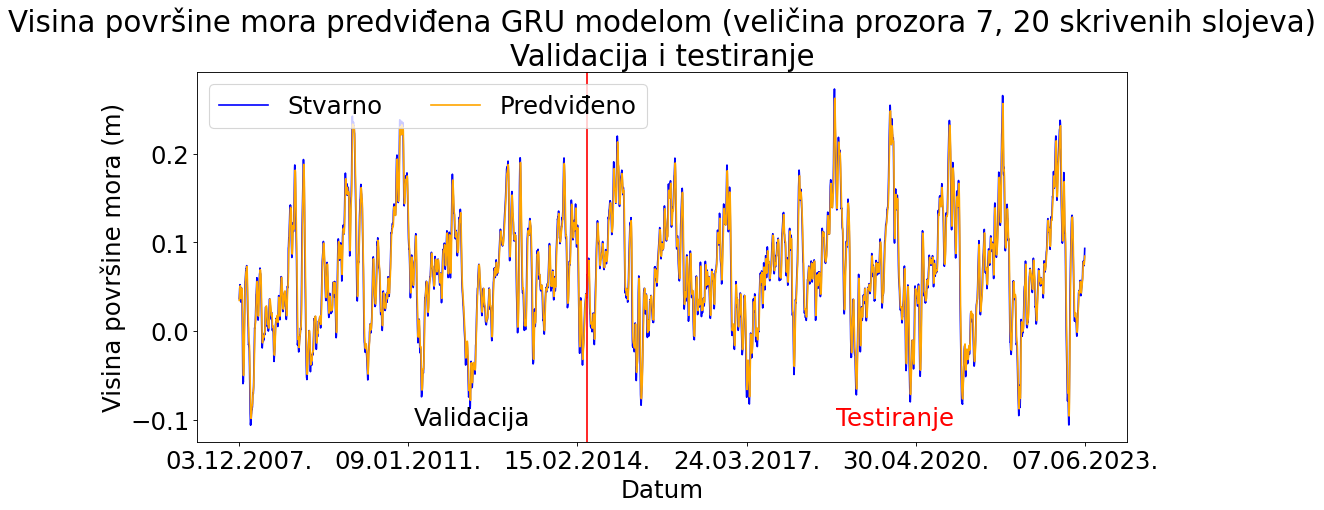 Visina površine mora predviđena GRU modelom (veličina prozora 7, 20 skrivenih slojeva)
Validacija i testiranje
Stvarno
Predviđeno
Visina površine mora (m)
0.2
0.1
0.0
−0.1
Validacija
Testiranje
03.12.2007.
09.01.2011.
15.02.2014.
24.03.2017.
30.04.2020.
07.06.2023.
Datum